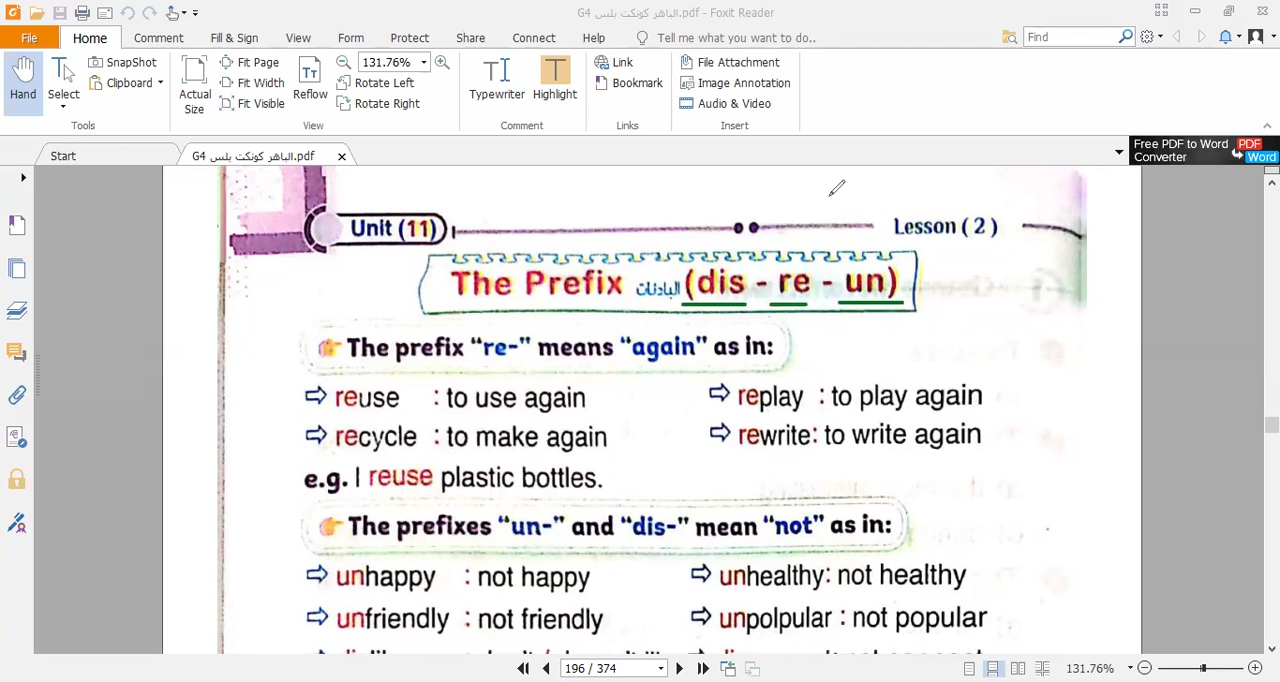 G4 الباهر كونكت بلس.pdf - Foxit Reader
File Home Comment Fill & Sign View Form Protect Share Connect Help Tell me what you want to do.. Find
Hand Select SnapShot Clipboard Actual Size Fit Page Fit Width Fit Visible Reflow 131.76% Rotate Left Rotate Right Typewriter Highlight Link Bookmark File Attachment Image Annotation Audio & Video
Tools View Comment Links Insert
Start G4 الباهر كونكت بلس.pdf Free PDF to Word Converter PDF Word
Unit (11) Lesson ( 2 )
The Prefix البادئات (dis - re - un)
The prefix “re-” means “again” as in:
reuse : to use again replay : to play again
recycle : to make again rewrite: to write again
e.g. I reuse plastic bottles.
The prefixes “un-” and “dis-” mean “not” as in:
unhappy : not happy unhealthy: not healthy
unfriendly : not friendly unpolpular : not popular
196 / 374 131.76%